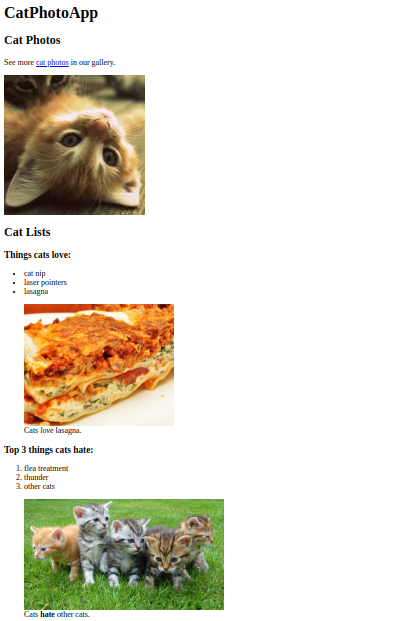 CatPhotoApp
Cat Photos
See more cat photos in our gallery.
Cat Lists
Things cats love:
cat nip
laser pointers
lasagna
Cats love lasagna.
Top 3 things cats hate:
1. flea treatment
2. thunder
3. other cats
Cats hate other cats.